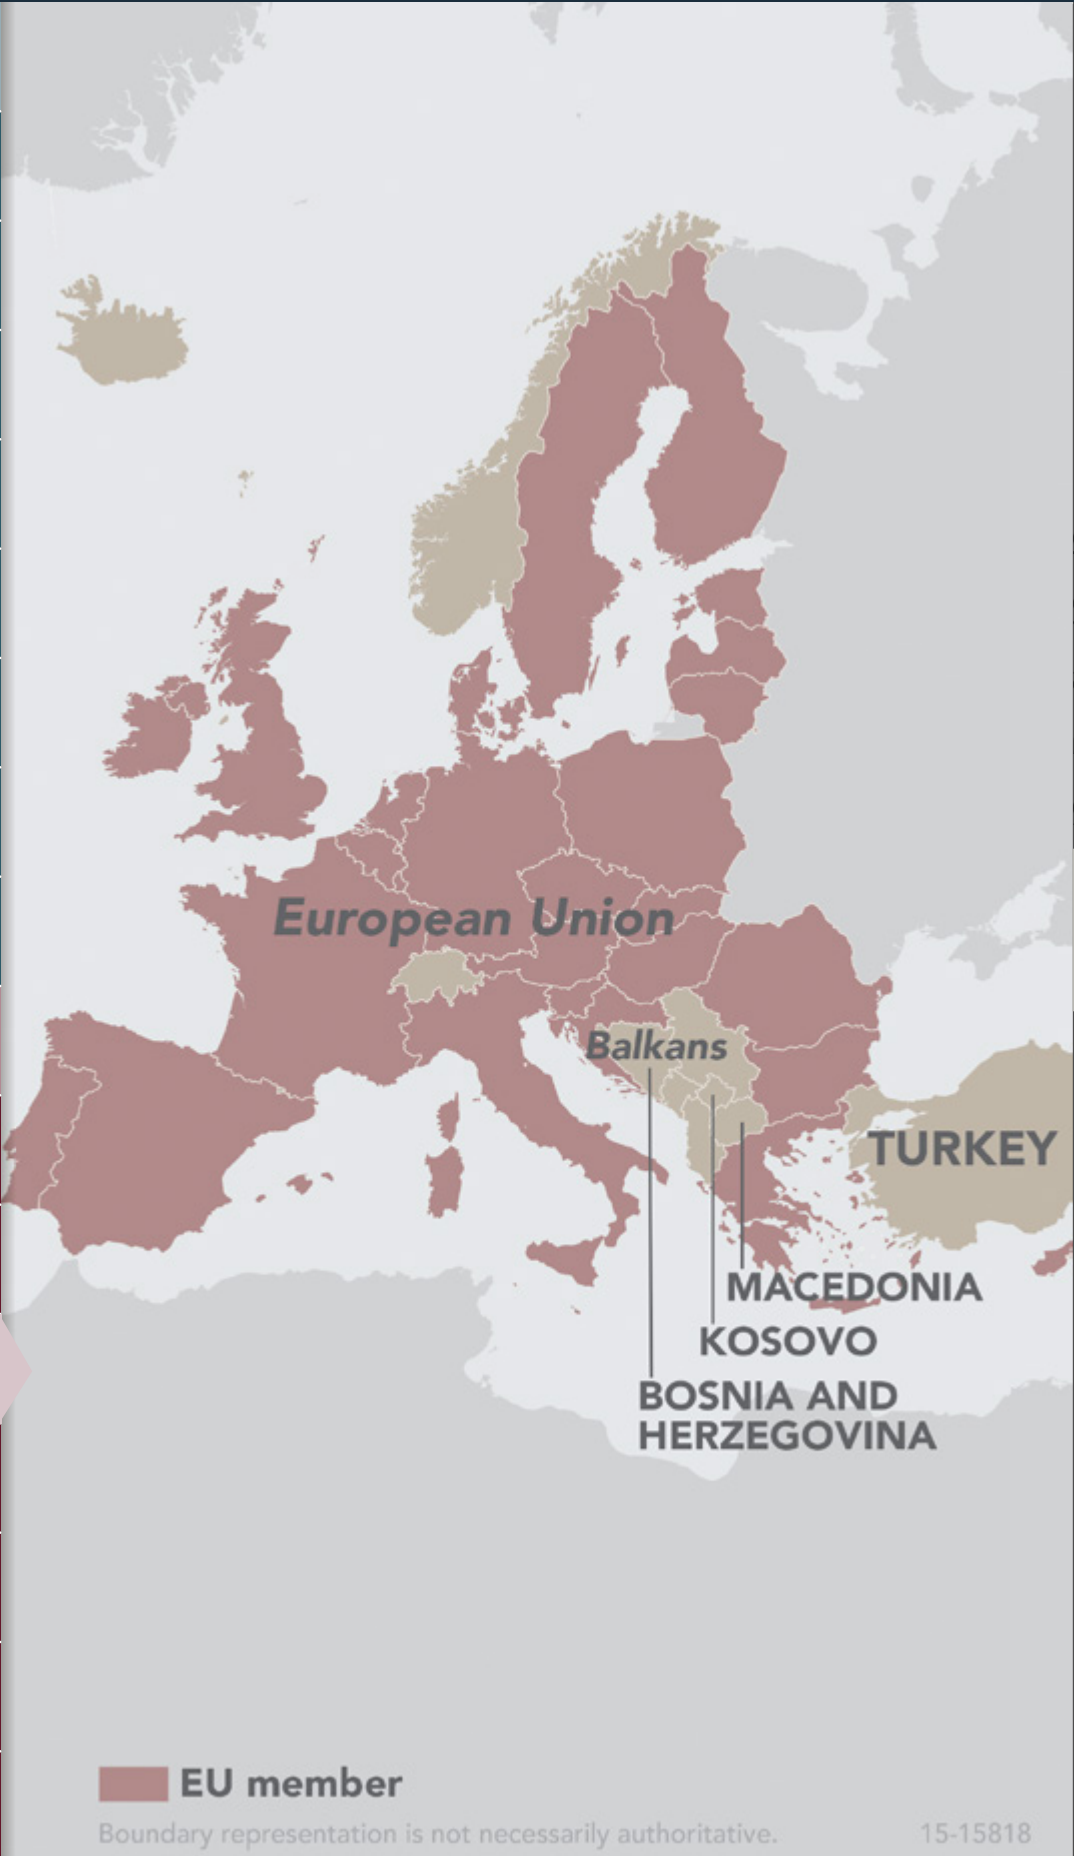 European Union
Balkans
TURKEY
MACEDONIA
KOSOVO
BOSNIA AND
HERZEGOVINA
EU member
Boundary representation is not necessarily authoritative. 15-15818